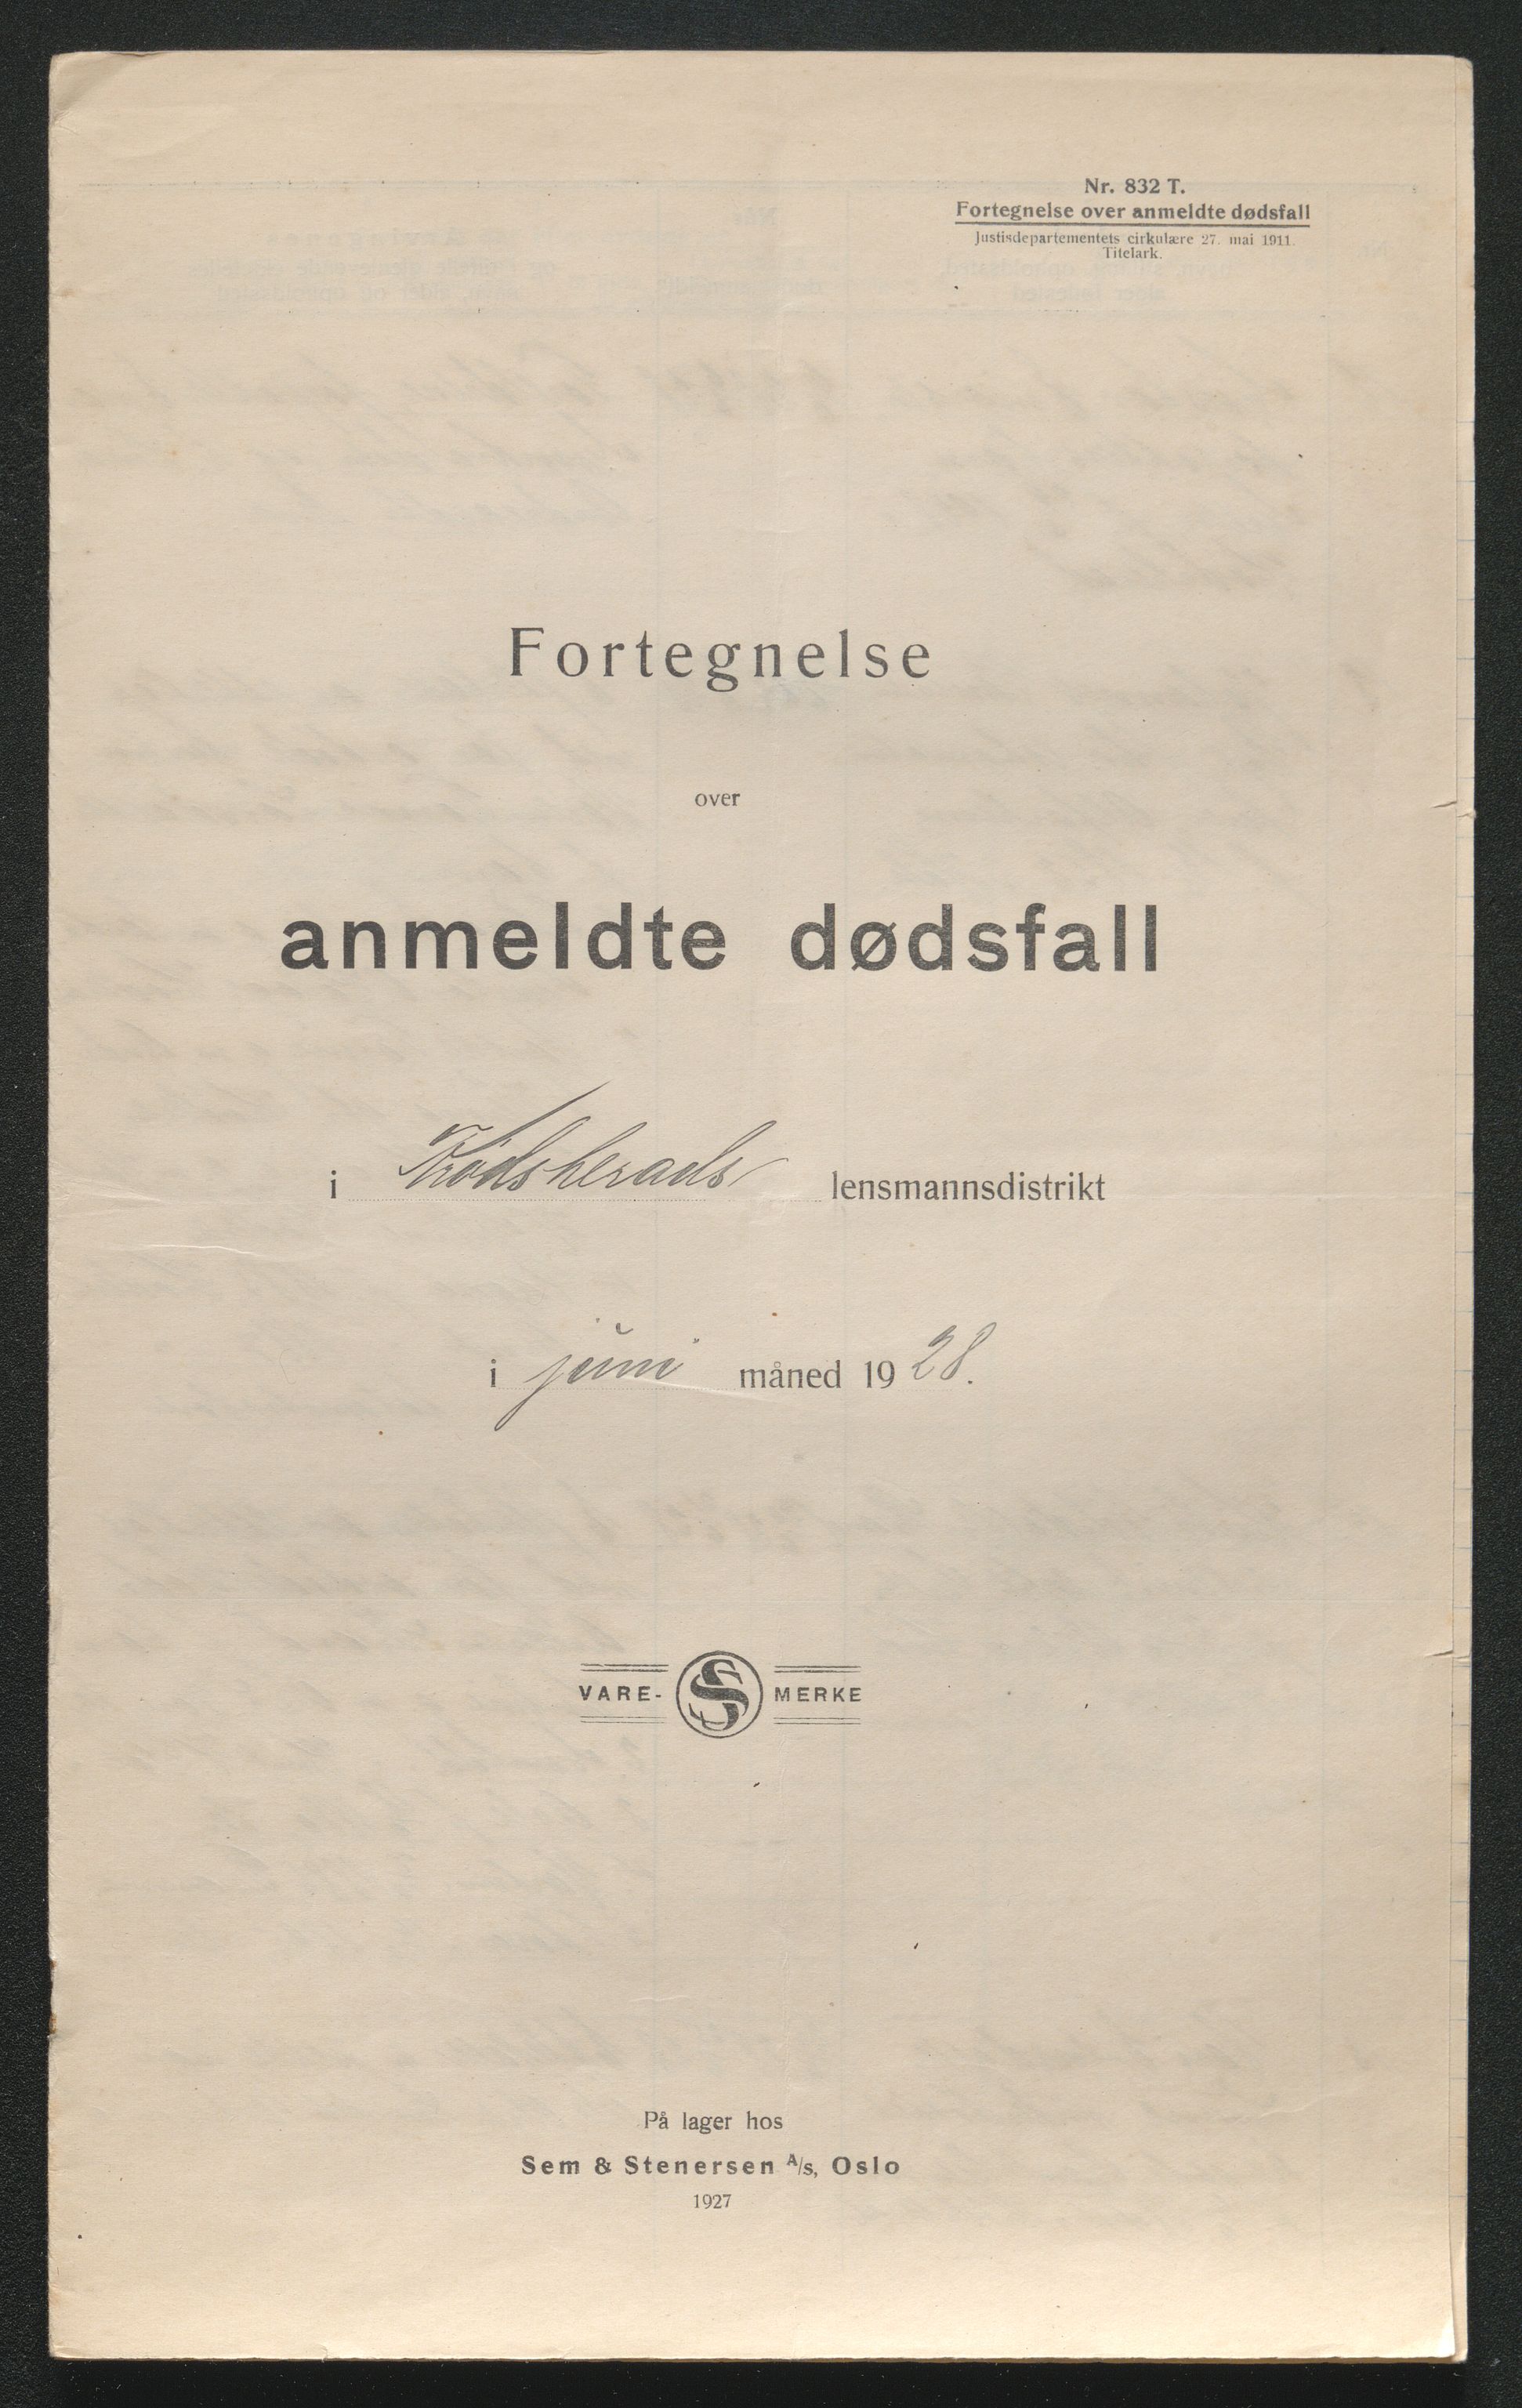 Nr. 832 T.
Fortegnelse over anmeldte dødsfall
Justisdepartementets cirkulære 27. mai 1911.
Titelark.
Fortegnelse
over
anmeldte dødsfall
i Krødsherads lensmannsdistrikt
i juni måned 1928.
VARE- SS MERKE
På lager hos
Sem & Stenersen A/s, Oslo
1927